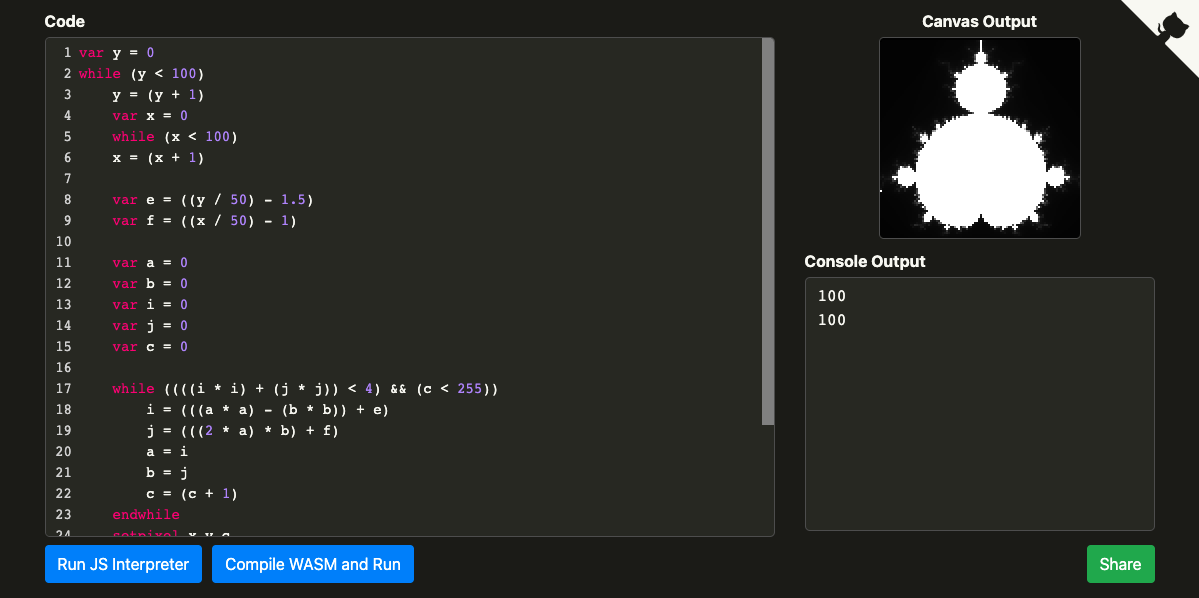 Code
1 var y = 0
2 while (y < 100)
3 y = (y + 1)
4 var x = 0
5 while (x < 100)
6 x = (x + 1)
7
8 var e = ((y / 50) - 1.5)
9 var f = ((x / 50) - 1)
10
11 var a = 0
12 var b = 0
13 var i = 0
14 var j = 0
15 var c = 0
16
17 while ((((i * i) + (j * j)) < 4) && (c < 255))
18 i = (((a * a) - (b * b)) + e)
19 j = (((2 * a) * b) + f)
20 a = i
21 b = j
22 c = (c + 1)
23 endwhile
24 setpixel x y c
Run JS Interpreter
Compile WASM and Run
Canvas Output
Console Output
100
100
Share